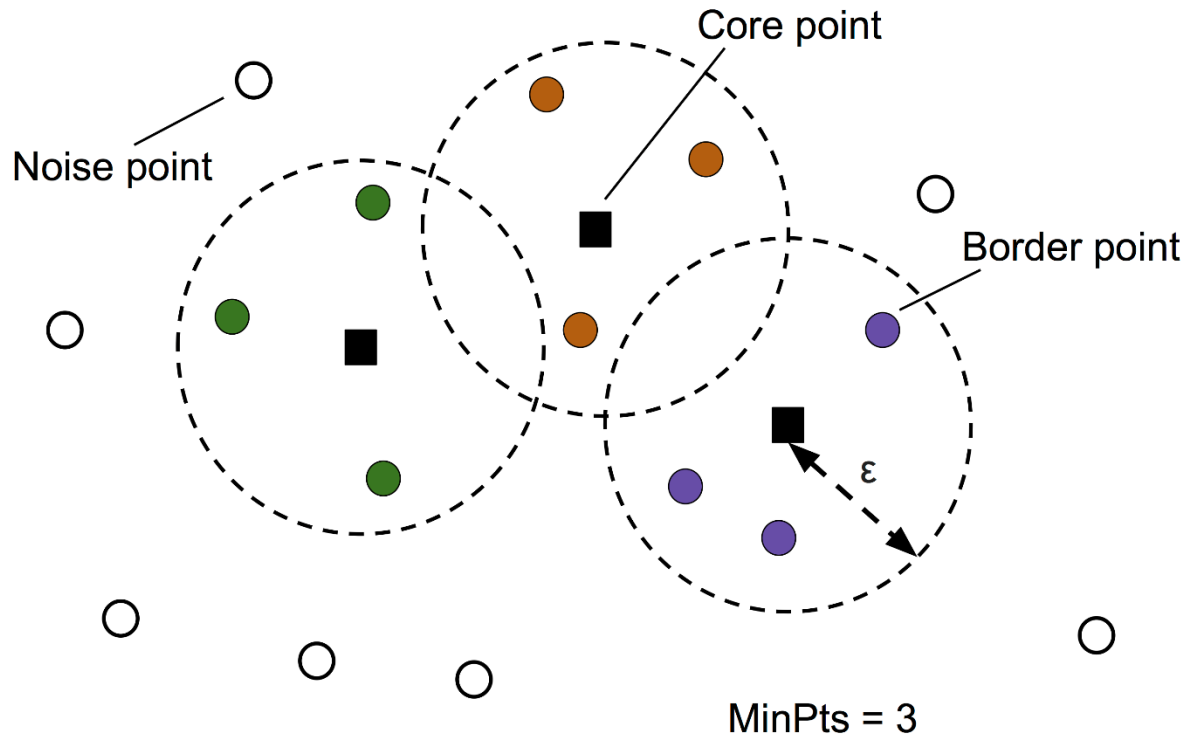 Core point
Noise point
Border point
ε
MinPts = 3